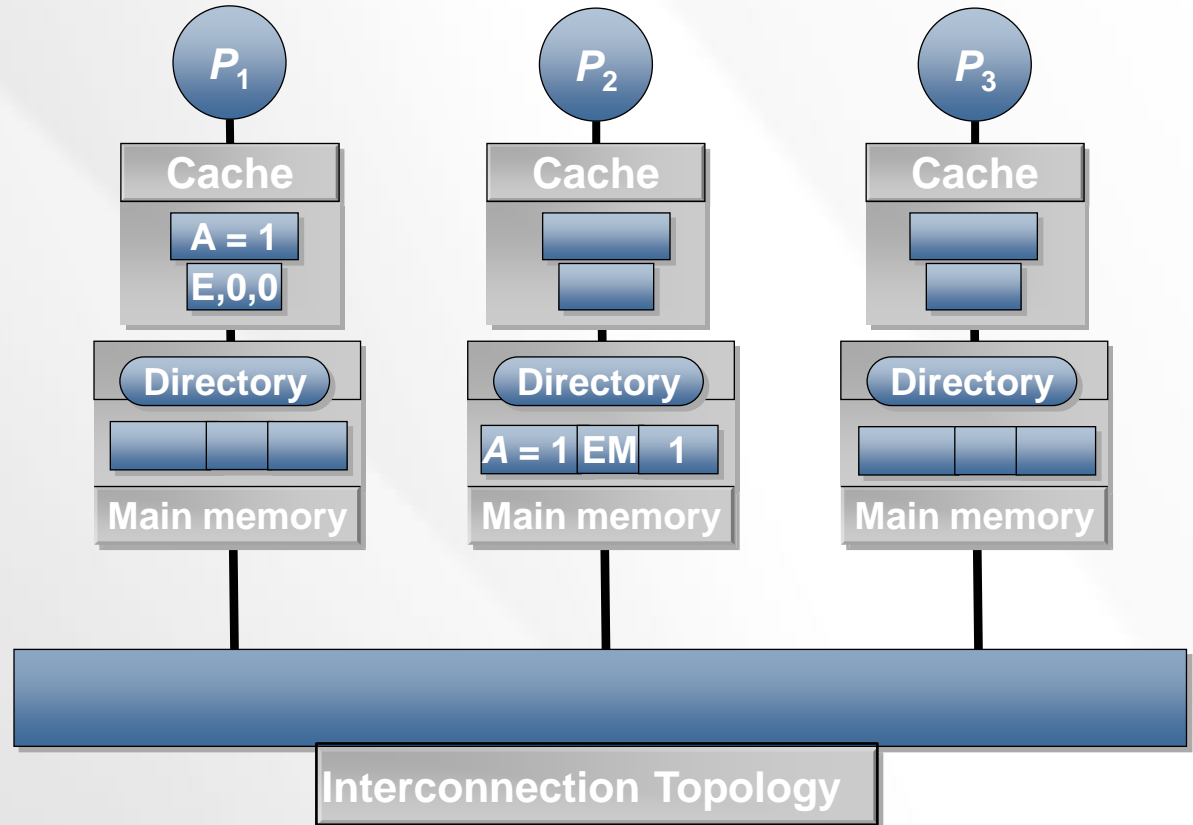 P1 P2 P3
Cache Cache Cache
A = 1
E,0,0
Directory Directory Directory
A = 1 EM 1
Main memory Main memory Main memory
Interconnection Topology